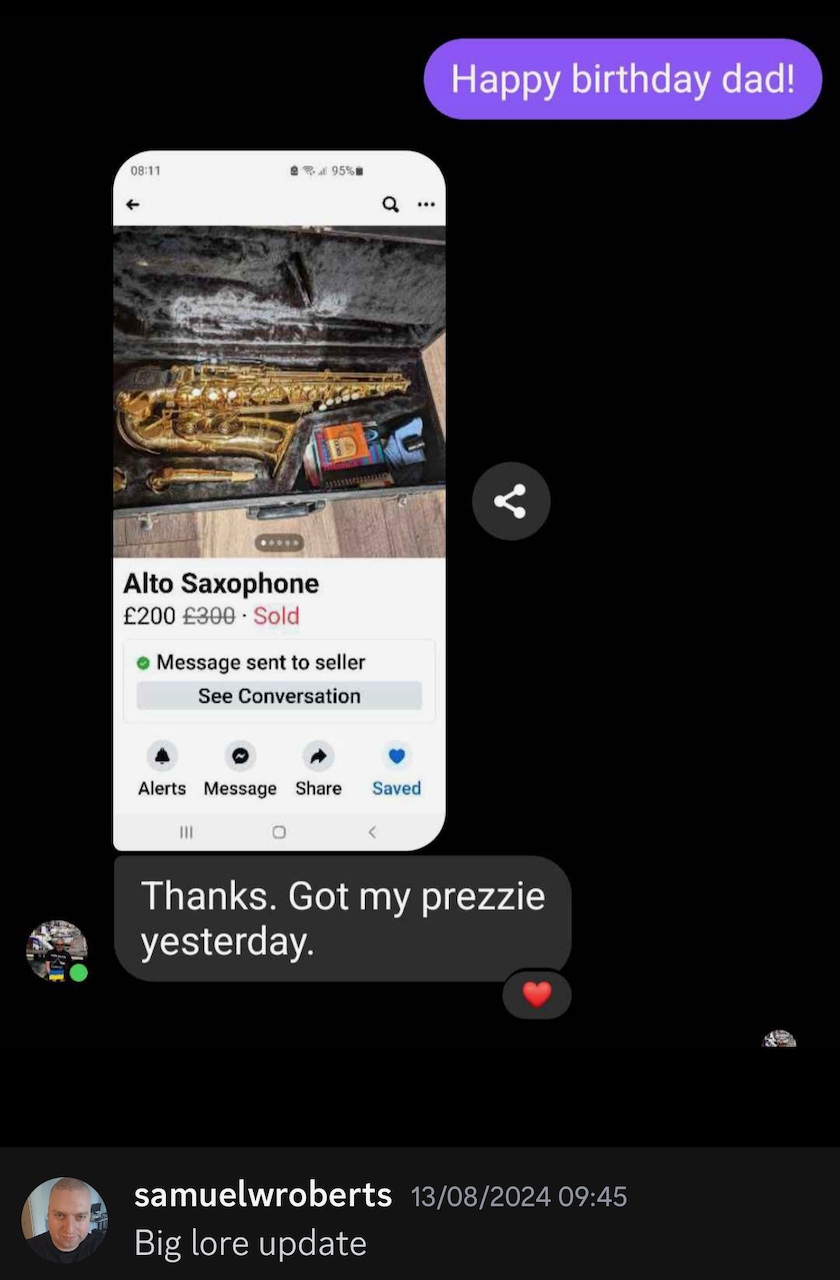 Happy birthday dad!
08:11
95%
Alto Saxophone
£200 £300 · Sold
Message sent to seller
See Conversation
Alerts Message Share Saved
Thanks. Got my prezzie
yesterday.
samuelwroberts 13/08/2024 09:45
Big lore update